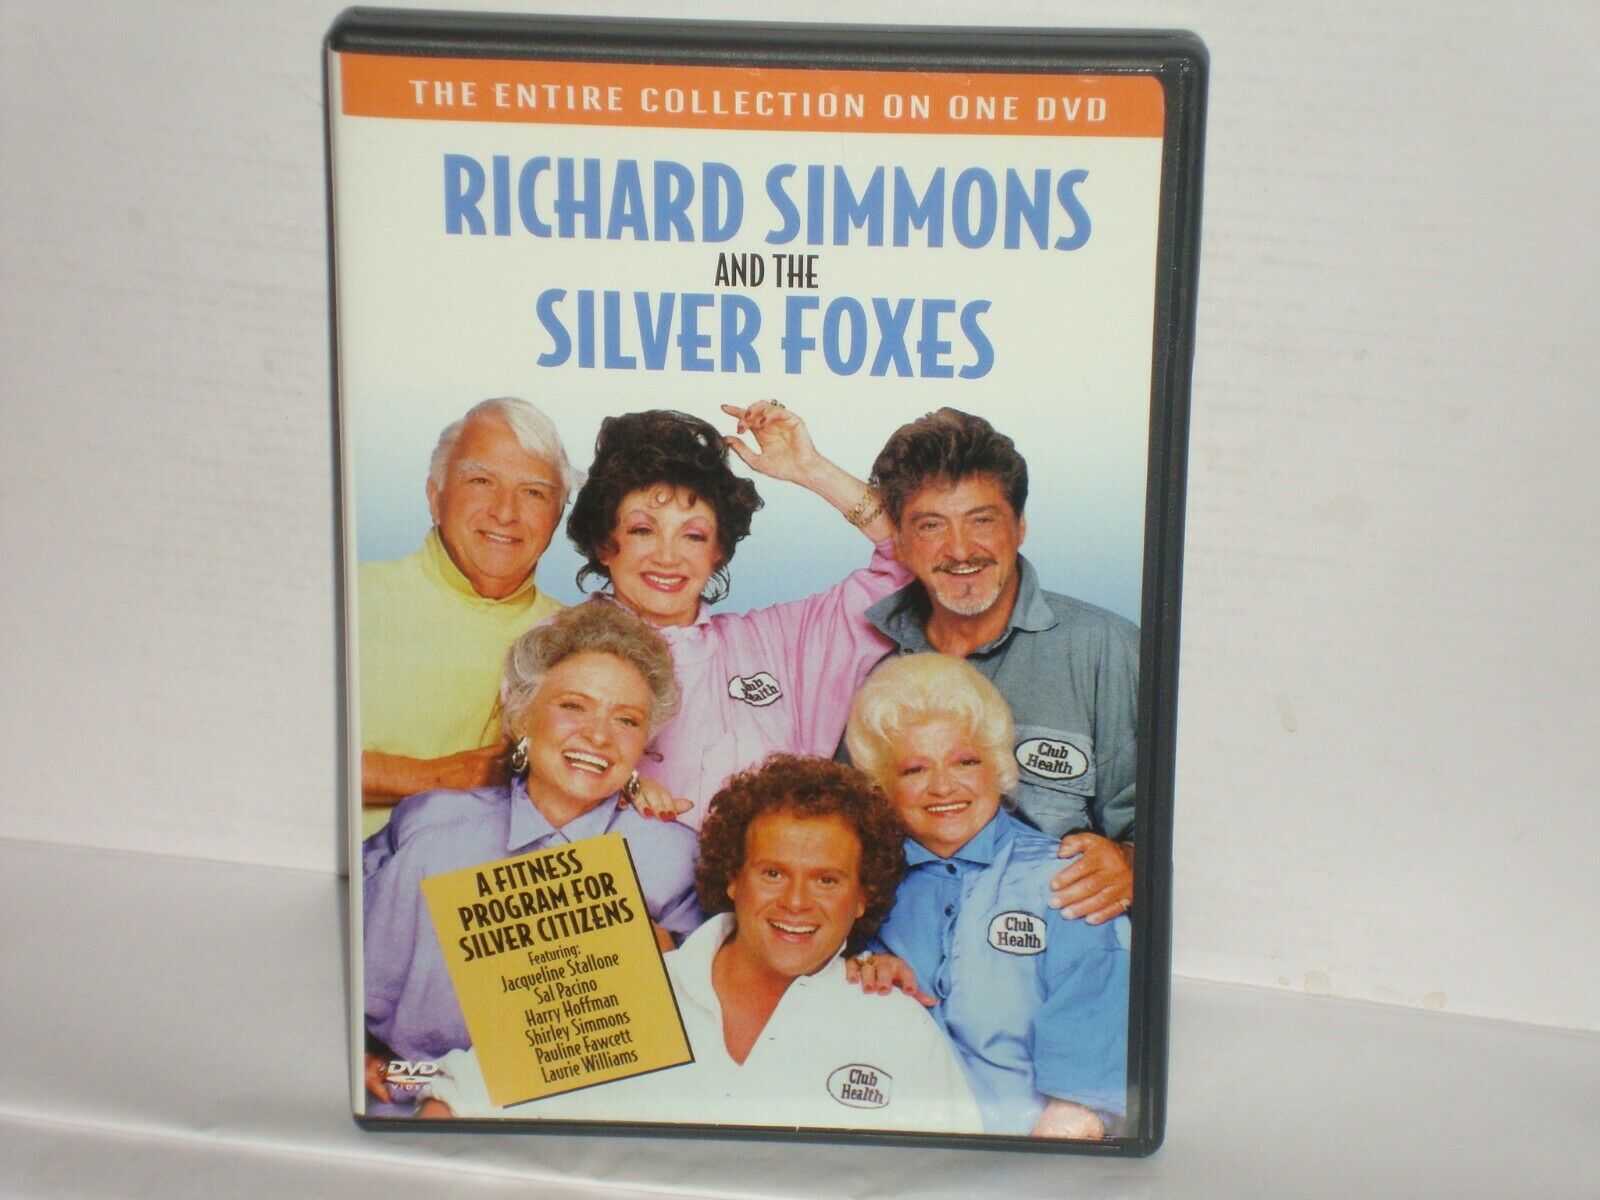 THE ENTIRE COLLECTION ON ONE DVD
RICHARD SIMMONS
AND THE
SILVER FOXES
Club
Health
Club
Health
Club
Health
A FITNESS
PROGRAM FOR
SILVER CITIZENS
Featuring:
Jacqueline Stallone
Sal Pacino
Harry Hoffman
Shirley Simmons
Pauline Fawcett
Laurie Williams
DVD
VIDEO
Club
Health